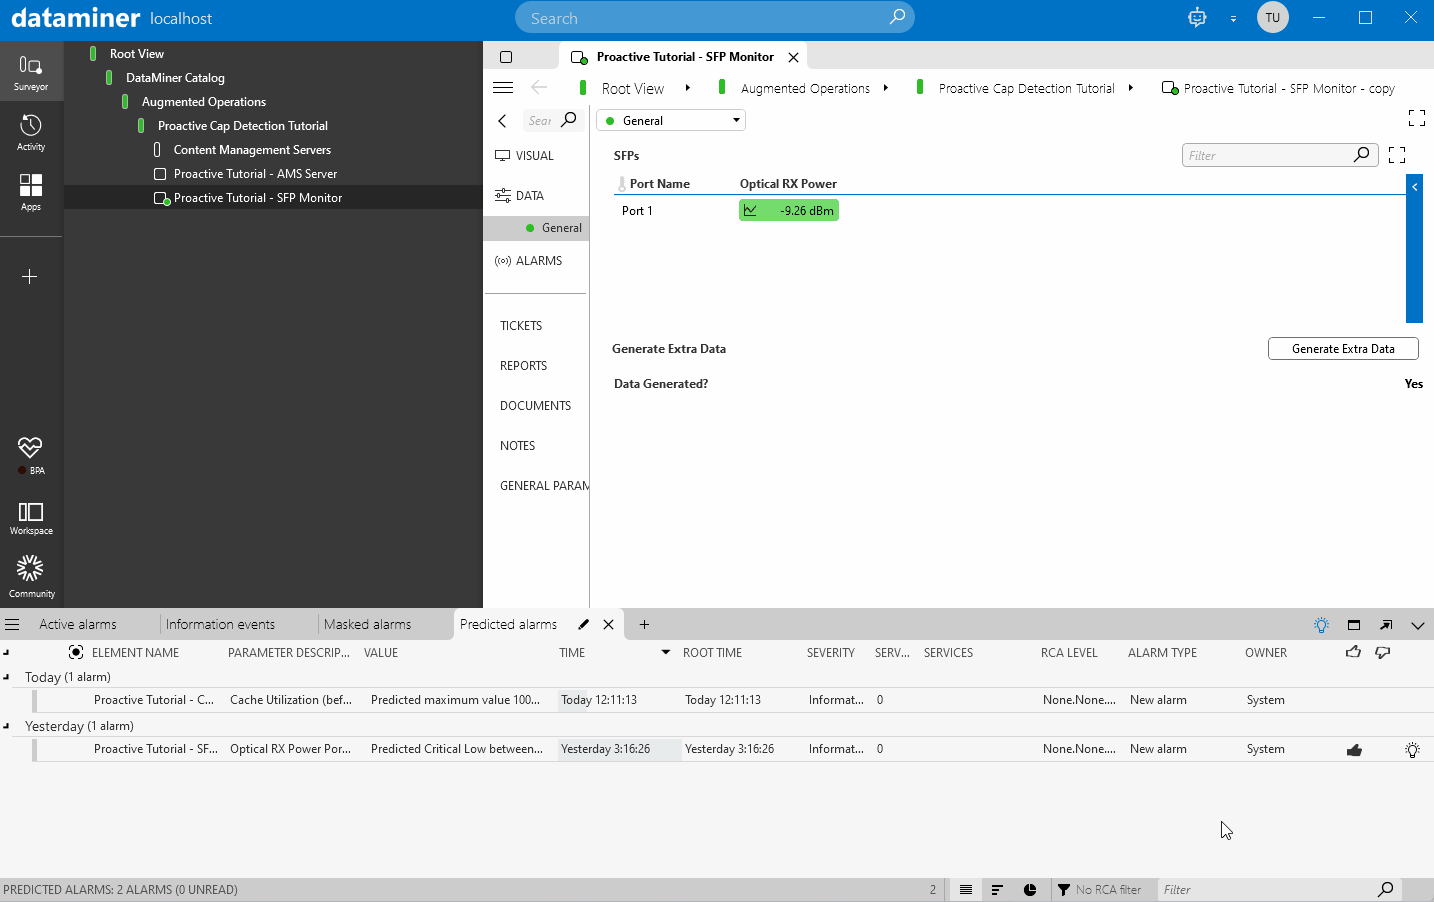 dataminer localhost
Search
TU
Surveyor
Activity
Apps
BPA
Workspace
Community
Root View
DataMiner Catalog
Augmented Operations
Proactive Cap Detection Tutorial
Content Management Servers
Proactive Tutorial - AMS Server
Proactive Tutorial - SFP Monitor
Proactive Tutorial - SFP Monitor
Root View
Augmented Operations
Proactive Cap Detection Tutorial
Proactive Tutorial - SFP Monitor - copy
Sear
VISUAL
DATA
General
ALARMS
TICKETS
REPORTS
DOCUMENTS
NOTES
GENERAL PARAM
General
SFPs
Filter
Port Name Optical RX Power
Port 1 -9.26 dBm
Generate Extra Data Generate Extra Data
Data Generated? Yes
Active alarms Information events Masked alarms Predicted alarms
ELEMENT NAME PARAMETER DESCRIP... VALUE TIME ROOT TIME SEVERITY SERV... SERVICES RCA LEVEL ALARM TYPE OWNER
Today (1 alarm)
Proactive Tutorial - C... Cache Utilization (bef... Predicted maximum value 100... Today 12:11:13 Today 12:11:13 Informat... 0 None.None.... New alarm System
Yesterday (1 alarm)
Proactive Tutorial - SF... Optical RX Power Por... Predicted Critical Low between... Yesterday 3:16:26 Yesterday 3:16:26 Informat... 0 None.None.... New alarm System
PREDICTED ALARMS: 2 ALARMS (0 UNREAD) 2 No RCA filter Filter